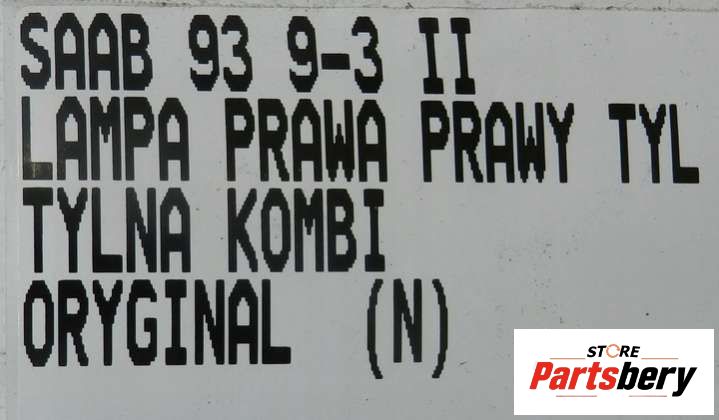 SAAB 93 9-3 II
LAMPA PRAWA PRAWY TYL
TYLNA KOMBI
ORYGINAL (N)
STORE
Partsbery